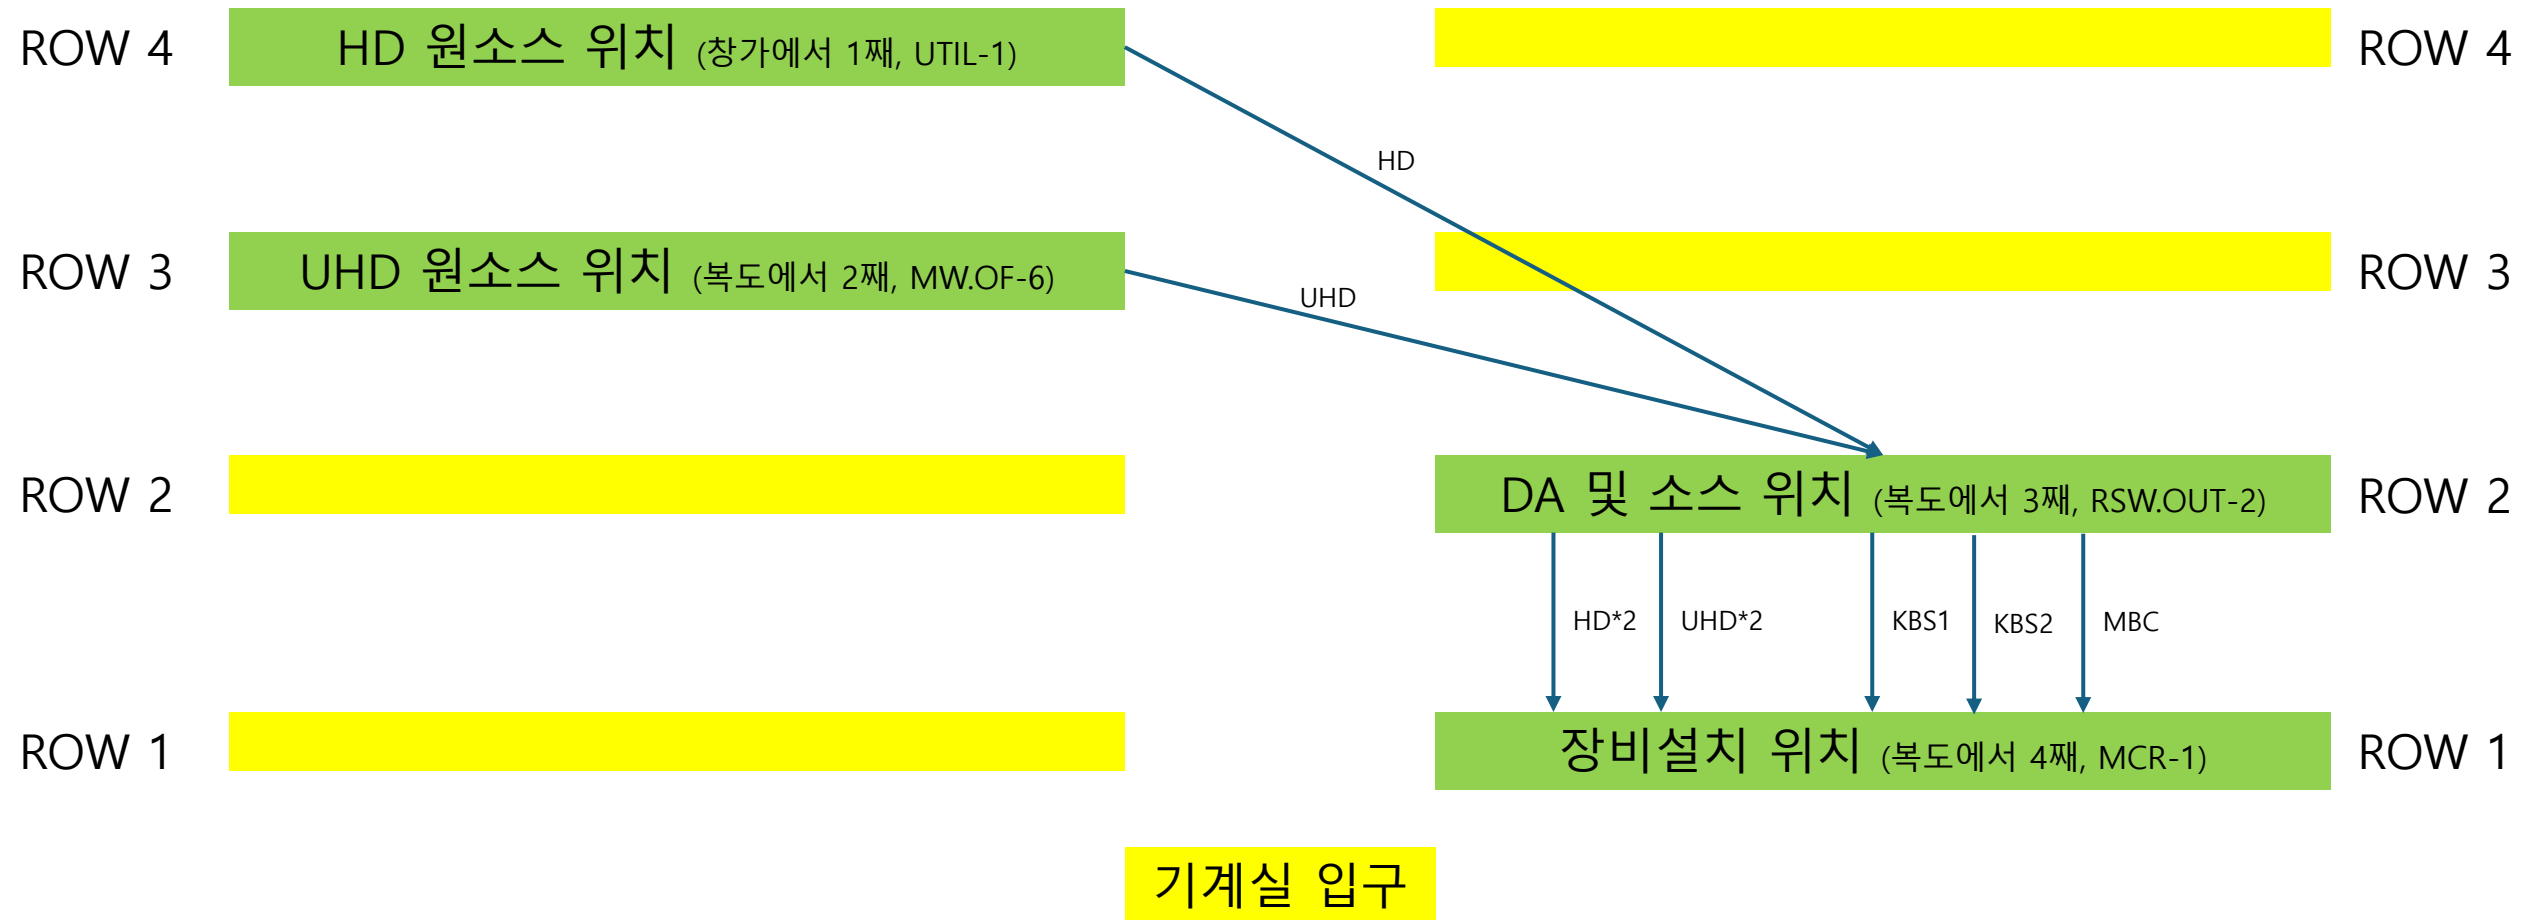 ROW 4
HD 원소스 위치 (창가에서 1째, UTIL-1)
ROW 4
HD
ROW 3
UHD 원소스 위치 (복도에서 2째, MW.OF-6)
UHD
ROW 3
ROW 2
DA 및 소스 위치 (복도에서 3째, RSW.OUT-2)
ROW 2
HD*2
UHD*2
KBS1
KBS2
MBC
ROW 1
장비설치 위치 (복도에서 4째, MCR-1)
ROW 1
기계실 입구